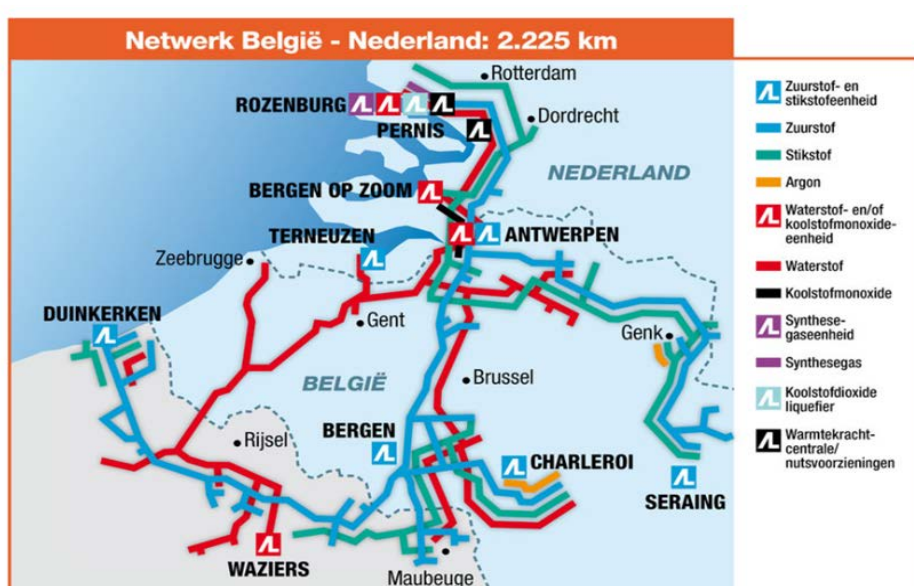 Netwerk België - Nederland: 2.225 km
Rotterdam
ROZENBURG
PERNIS
Dordrecht
NEDERLAND
BERGEN OP ZOOM
TERNEUZEN
ANTWERPEN
Zeebrugge
DUINKERKEN
Gent
Genk
BELGIË
Brussel
Rijsel
BERGEN
CHARLEROI
SERAING
WAZIERS
Maubeuge
Zuurstof- en
stikstofeenheid
Zuurstof
Stikstof
Argon
Waterstof- en/of
koolstofmonoxide-
eenheid
Waterstof
Koolstofmonoxide
Synthese-
gaseenheid
Synthesegas
Koolstofdioxide
liquefier
Warmtekracht-
centrale/
nutsvoorzieningen